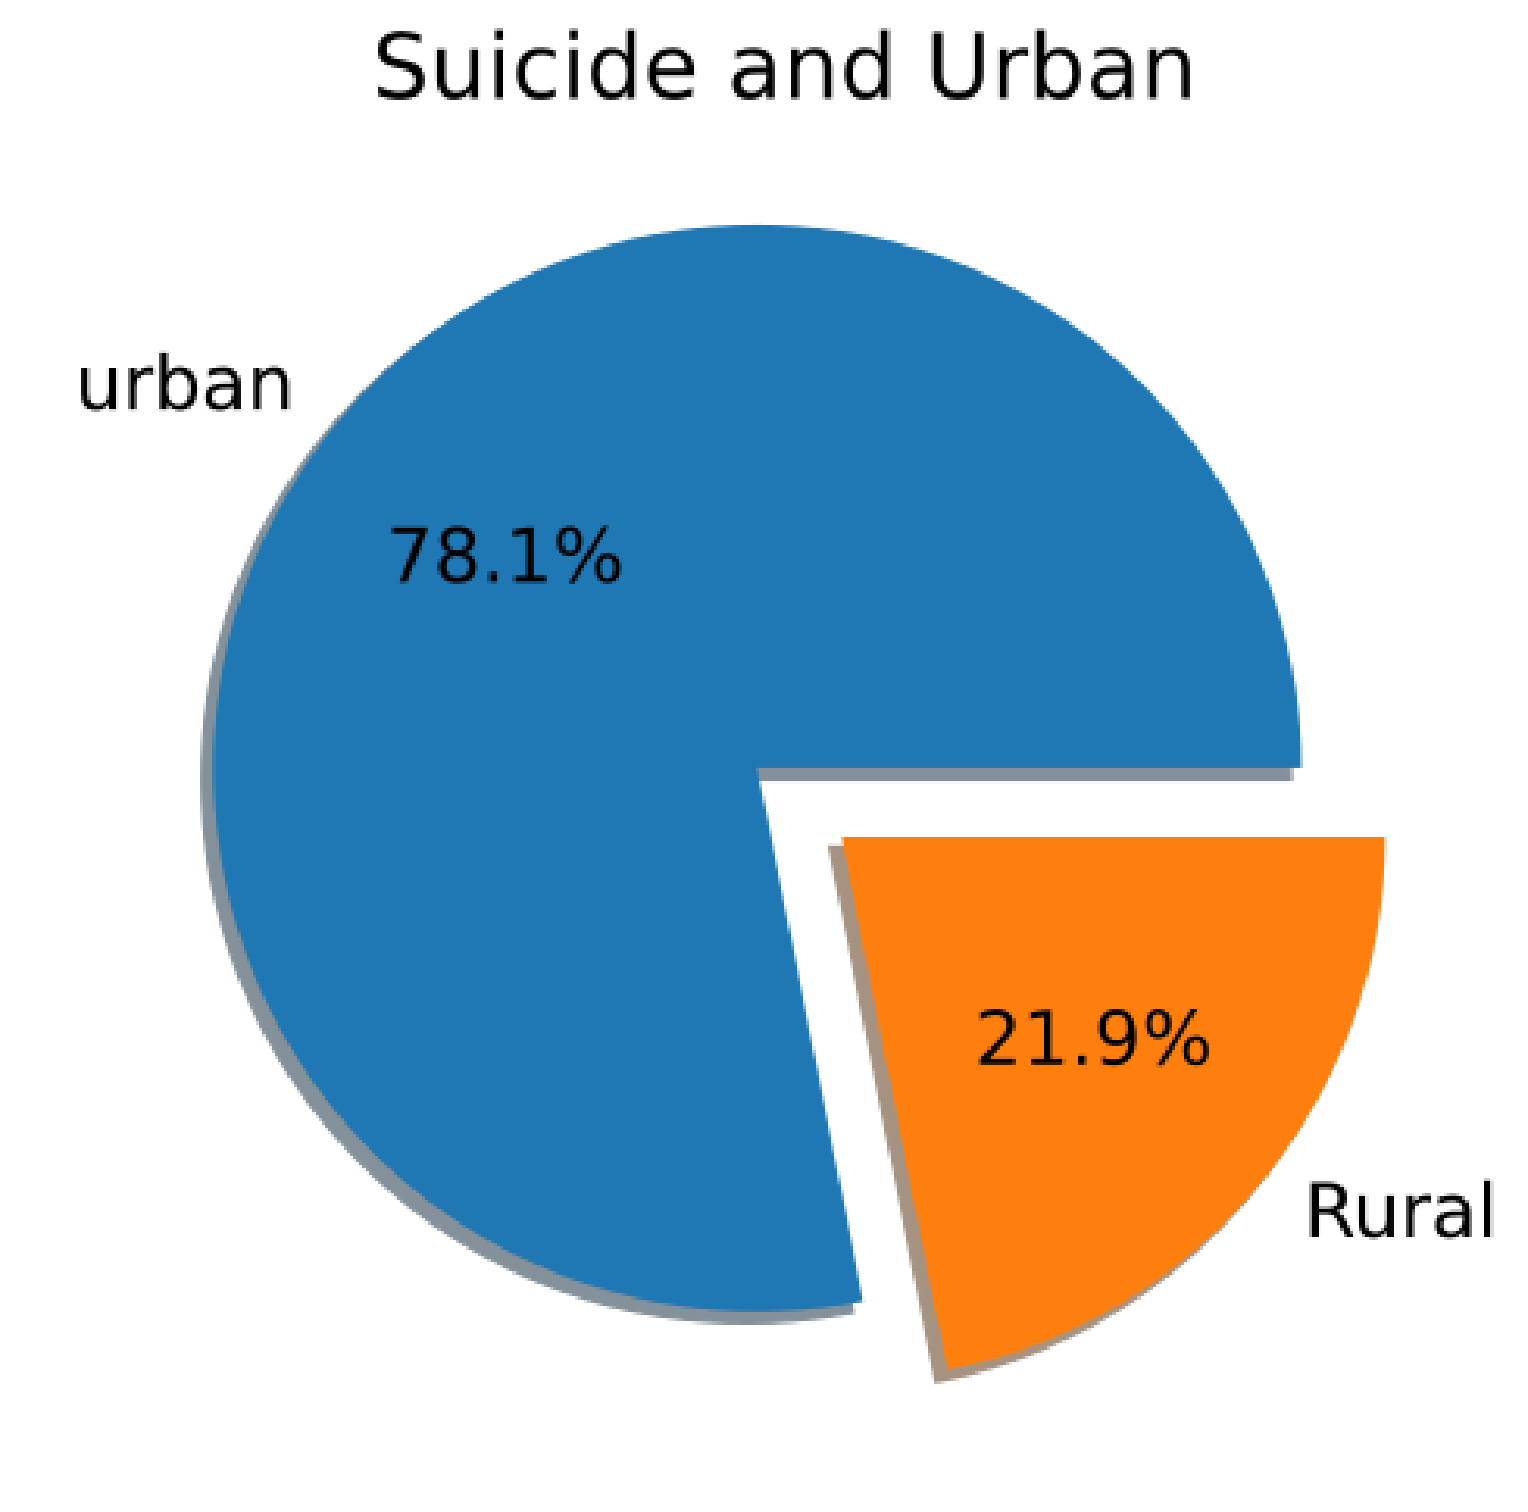 Suicide and Urban
urban
78.1%
21.9%
Rural